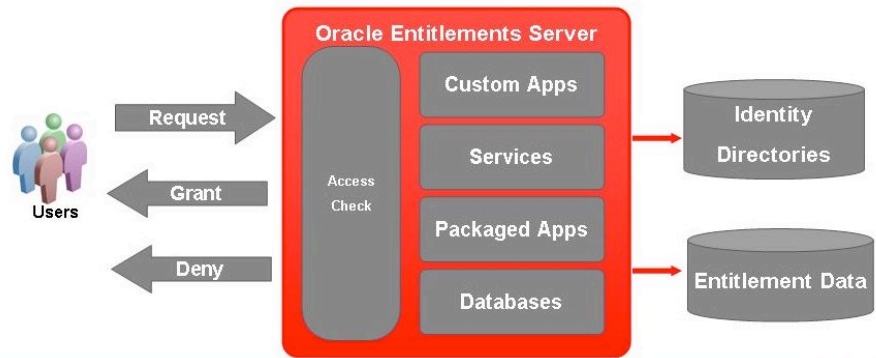 Oracle Entitlements Server
Request
Grant
Deny
Users
Access
Check
Custom Apps
Services
Packaged Apps
Databases
Identity
Directories
Entitlement Data